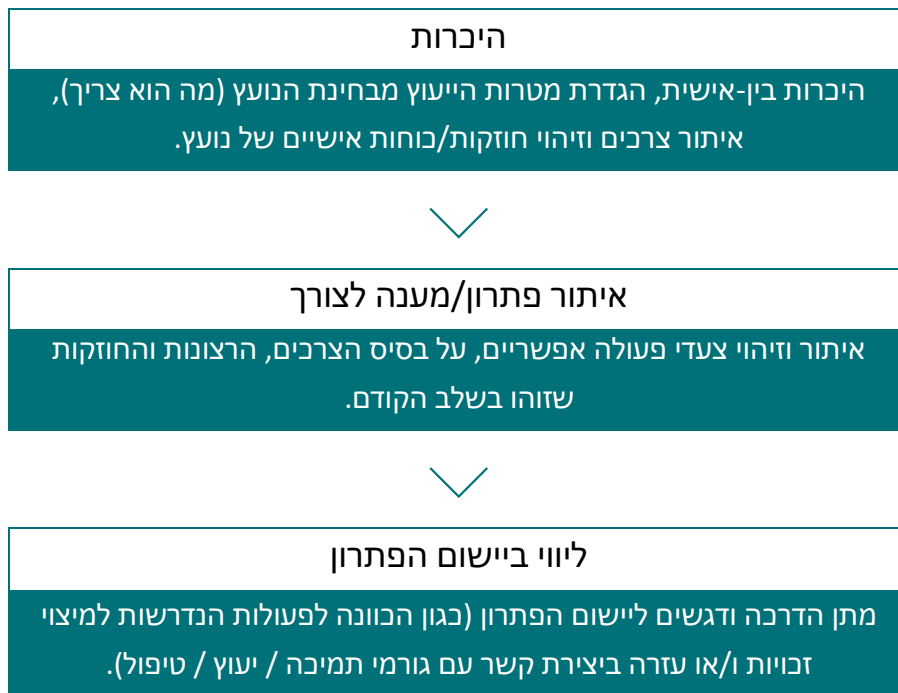 היכרות
היכרות בין-אישית, הגדרת מטרות הייעוץ מבחינת הנועץ (מה הוא צריך),
איתור צרכים וזיהוי חוזקות/כוחות אישיים של נועץ.
איתור פתרון/מענה לצורך
איתור וזיהוי צעדי פעולה אפשריים, על בסיס הצרכים, הרצונות והחוזקות
שזוהו בשלב הקודם.
ליווי ביישום הפתרון
מתן הדרכה ודגשים ליישום הפתרון (כגון הכוונה לפעולות הנדרשות למיצוי
זכויות ו/או עזרה ביצירת קשר עם גורמי תמיכה / יעוץ / טיפול).